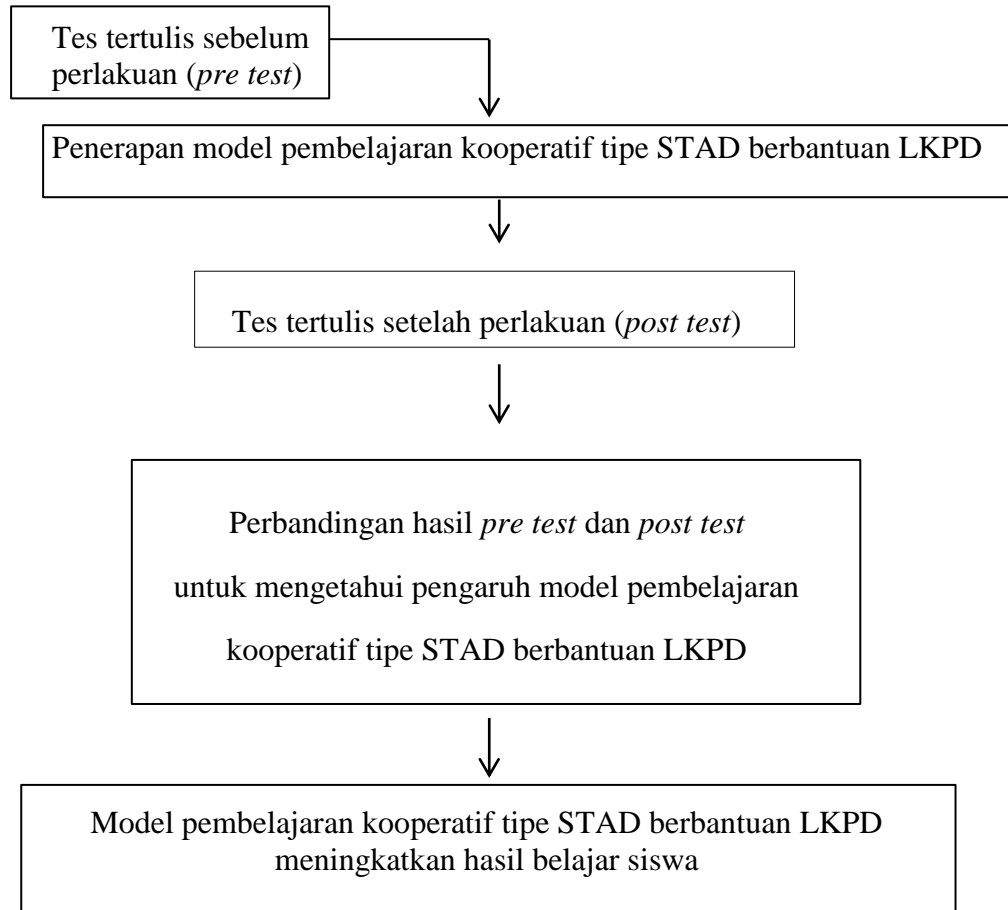 Tes tertulis sebelum
perlakuan (pre test)
Penerapan model pembelajaran kooperatif tipe STAD berbantuan LKPD
Tes tertulis setelah perlakuan (post test)
Perbandingan hasil pre test dan post test
untuk mengetahui pengaruh model pembelajaran
kooperatif tipe STAD berbantuan LKPD
Model pembelajaran kooperatif tipe STAD berbantuan LKPD
meningkatkan hasil belajar siswa